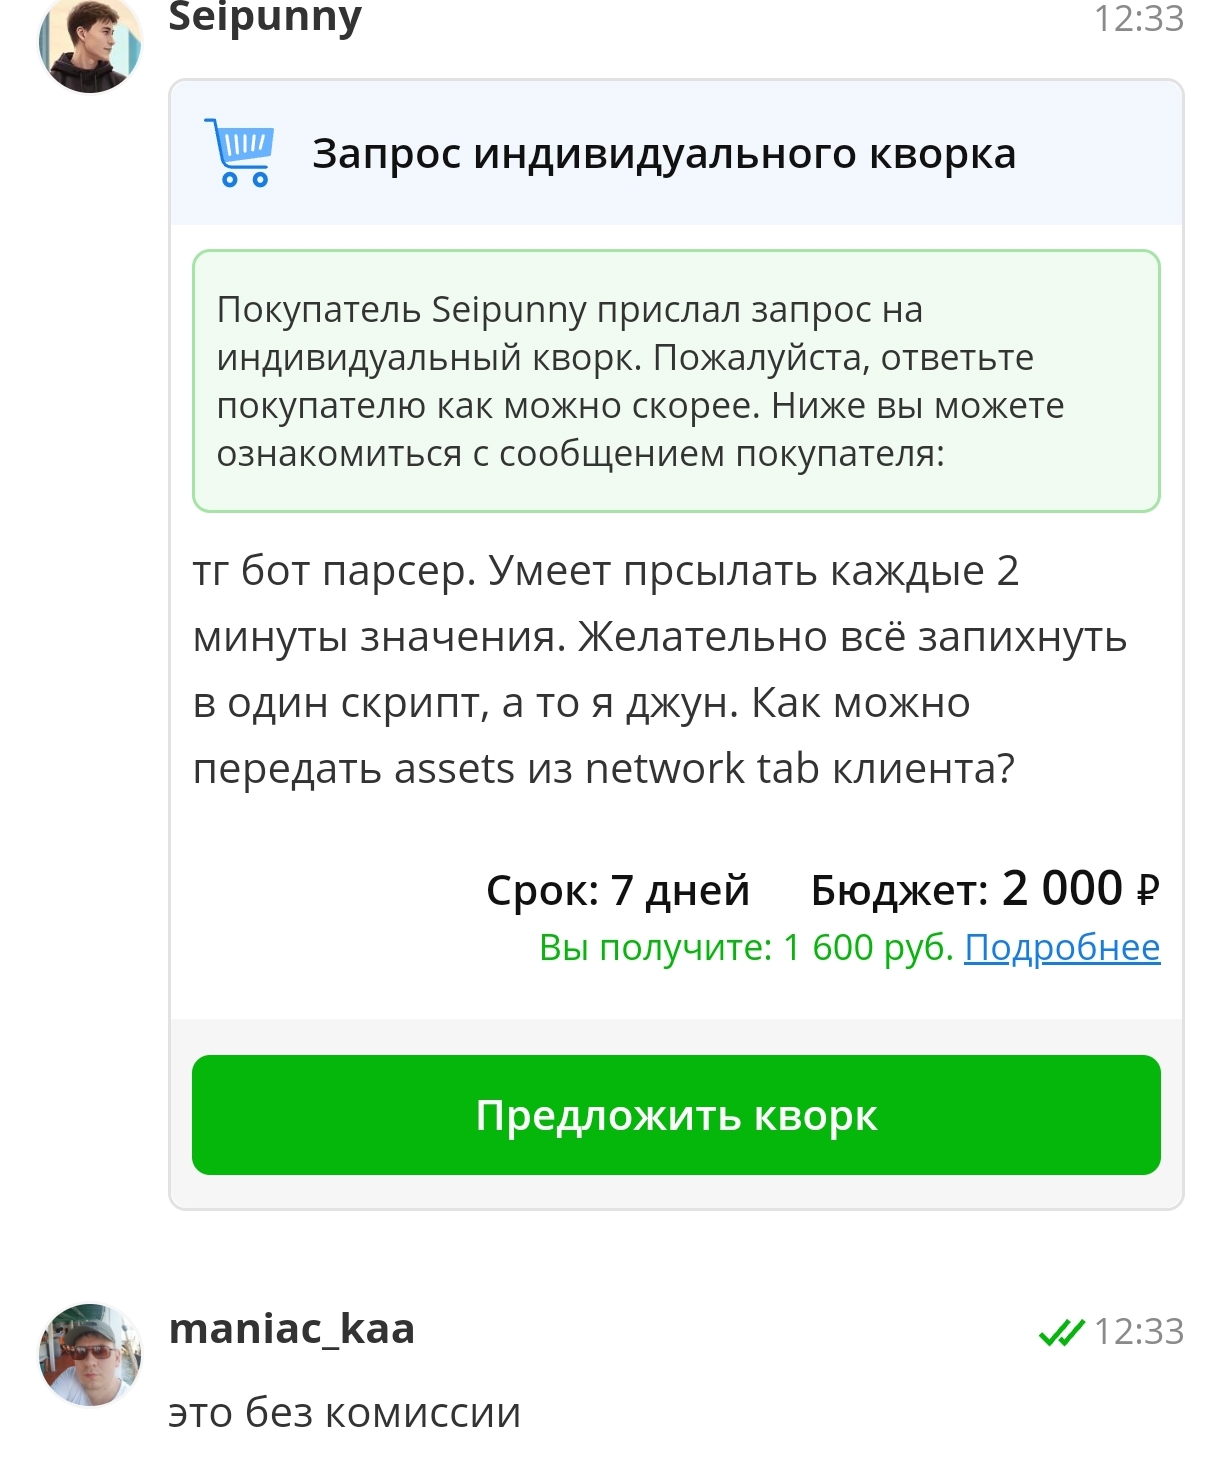 Seipunny
12:33
Запрос индивидуального кворка
Покупатель Seipunny прислал запрос на
индивидуальный кворк. Пожалуйста, ответьте
покупателю как можно скорее. Ниже вы можете
ознакомиться с сообщением покупателя:
тг бот парсер. Умеет прсылать каждые 2
минуты значения. Желательно всё запихнуть
в один скрипт, а то я джун. Как можно
передать assets из network tab клиента?
Срок: 7 дней Бюджет: 2 000 ₽
Вы получите: 1 600 руб. Подробнее
Предложить кворк
maniac_kaa
12:33
это без комиссии